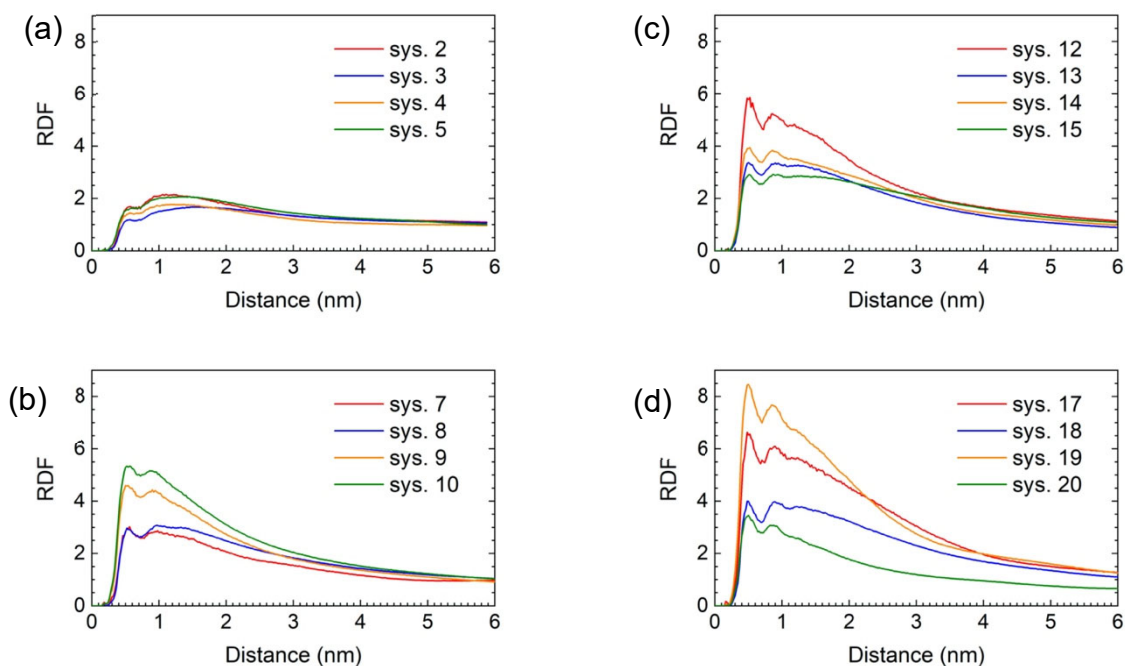 (a)
RDF
8
6
4
2
0
sys. 2
sys. 3
sys. 4
sys. 5
0 1 2 3 4 5 6
Distance (nm)
(c)
RDF
8
6
4
2
0
sys. 12
sys. 13
sys. 14
sys. 15
0 1 2 3 4 5 6
Distance (nm)
(b)
RDF
8
6
4
2
0
sys. 7
sys. 8
sys. 9
sys. 10
0 1 2 3 4 5 6
Distance (nm)
(d)
RDF
8
6
4
2
0
sys. 17
sys. 18
sys. 19
sys. 20
0 1 2 3 4 5 6
Distance (nm)